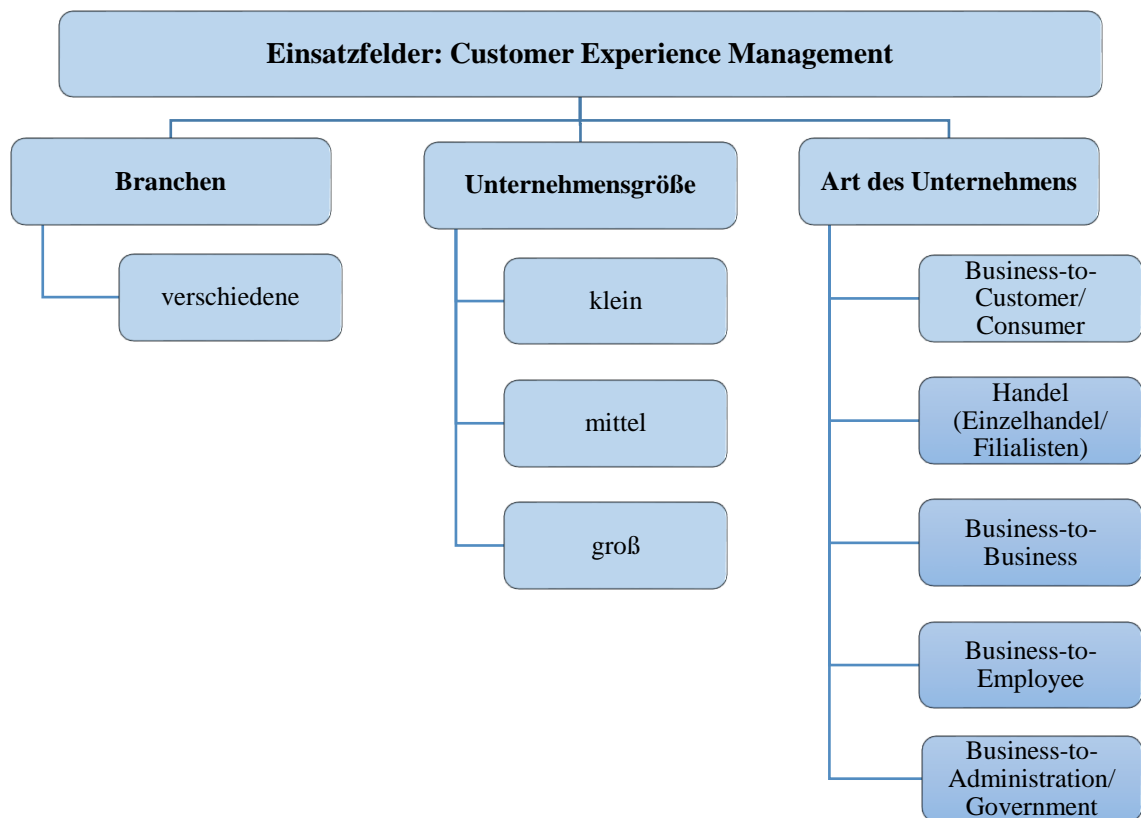 Einsatzfelder: Customer Experience Management
Branchen
verschiedene
Unternehmensgröße
klein
mittel
groß
Art des Unternehmens
Business-to-
Customer/
Consumer
Handel
(Einzelhandel/
Filialisten)
Business-to-
Business
Business-to-
Employee
Business-to-
Administration/
Government